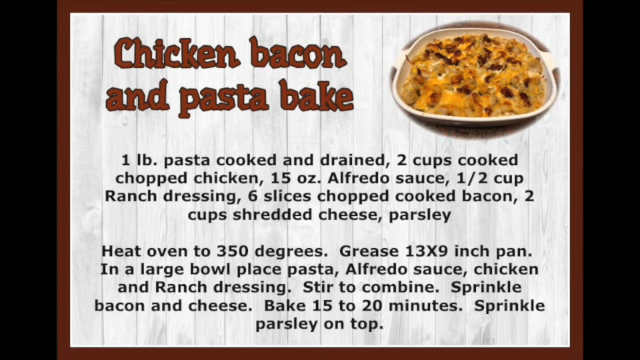 Chicken bacon
and pasta bake
1 lb. pasta cooked and drained, 2 cups cooked
chopped chicken, 15 oz. Alfredo sauce, 1/2 cup
Ranch dressing, 6 slices chopped cooked bacon, 2
cups shredded cheese, parsley
Heat oven to 350 degrees.  Grease 13X9 inch pan.
In a large bowl place pasta, Alfredo sauce, chicken
and Ranch dressing.  Stir to combine.  Sprinkle
bacon and cheese.  Bake 15 to 20 minutes.  Sprinkle
parsley on top.